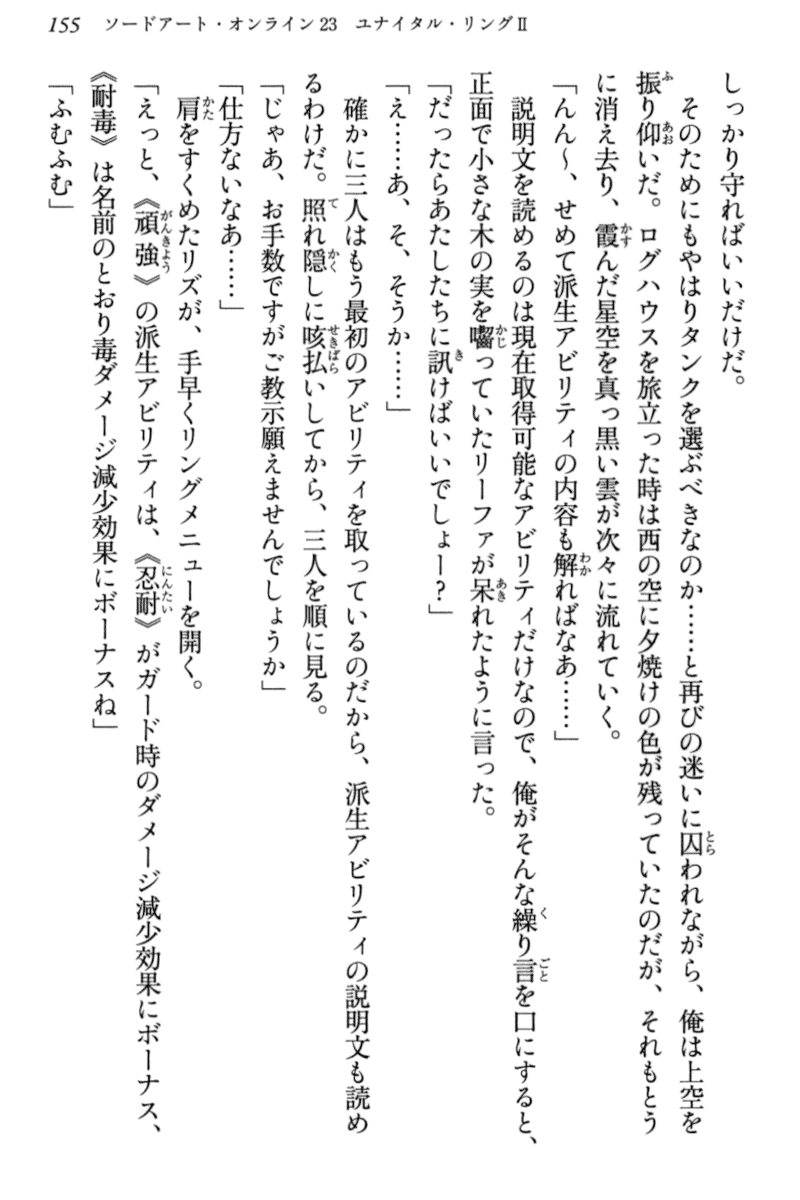 155　ソードアート・オンライン23　ユナイタル・リングⅡ
しっかり守ればいいだけだ。
　そのためにもやはりタンクを選ぶべきなのか……と再びの迷いに囚われながら、俺は上空を
振り仰いだ。ログハウスを旅立った時は西の空に夕焼けの色が残っていたのだが、それもとう
に消え去り、霞んだ星空を真っ黒い雲が次々に流れていく。
「んん〜、せめて派生アビリティの内容も解ればなあ……」
　説明文を読めるのは現在取得可能なアビリティだけなので、俺がそんな繰り言を口にすると、
正面で小さな木の実を囓っていたリーファが呆れたように言った。
「だったらあたしたちに訊けばいいでしょー？」
「え……あ、そ、そうか……」
　確かに三人はもう最初のアビリティを取っているのだから、派生アビリティの説明文も読め
るわけだ。照れ隠しに咳払いしてから、三人を順に見る。
「じゃあ、お手数ですがご教示願えませんでしょうか」
「仕方ないなあ……」
　肩をすくめたリズが、手早くリングメニューを開く。
「えっと、《頑強》の派生アビリティは、《忍耐》がガード時のダメージ減少効果にボーナス、
《耐毒》は名前のとおり毒ダメージ減少効果にボーナスね」
「ふむふむ」